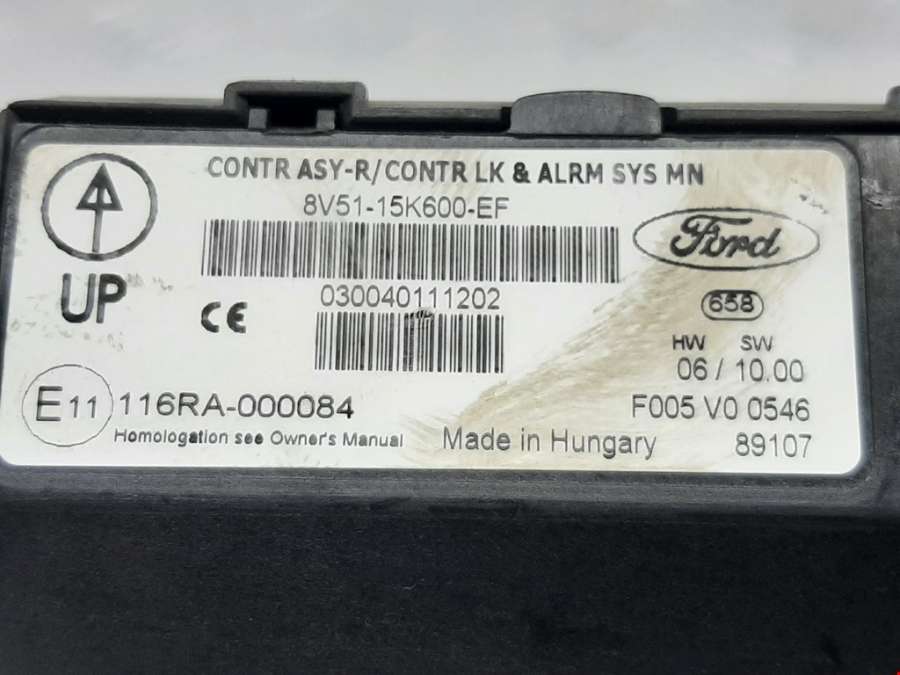 CONTR ASY-R/CONTR LK & ALRM SYS MN
8V51-15K600-EF
Ford
UP
CE
030040111202
658
HW SW
06 / 10.00
E11 116RA-000084
F005 V0 0546
Homologation see Owner's Manual
Made in Hungary
89107